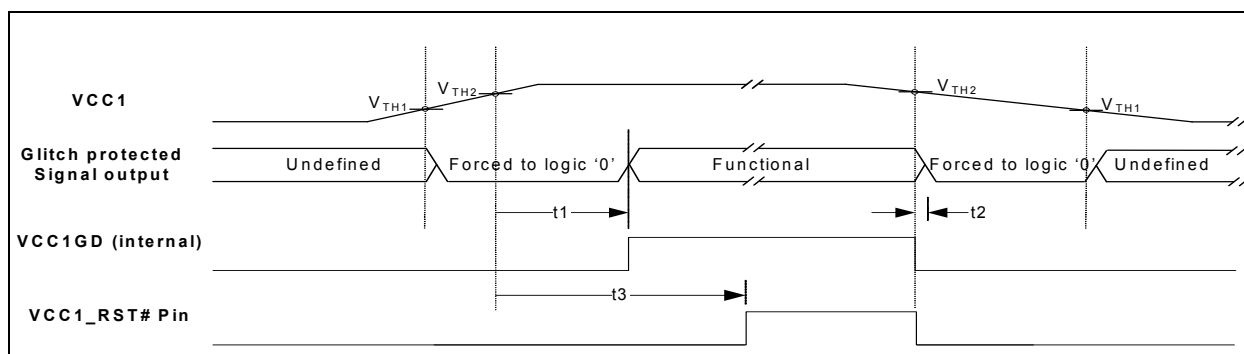 VCC1
VTH1
VTH2
VTH2
VTH1
Glitch protected
Signal output
Undefined
Forced to logic ‘0’
Functional
Forced to logic ‘0’
Undefined
t1
t2
VCC1GD (internal)
t3
VCC1_RST# Pin